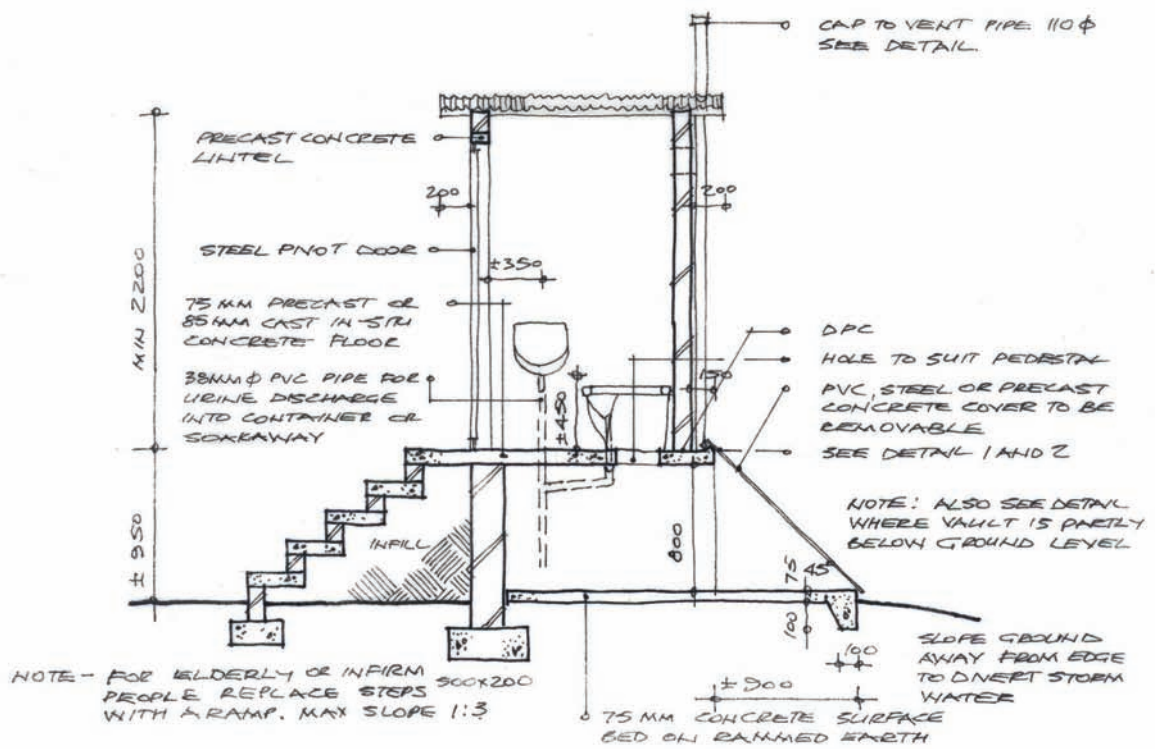 CAP TO VENT PIPE 110 φ
SEE DETAIL.
PRECAST CONCRETE
LINTEL
200
200
STEEL PIVOT DOOR
±350
MIN 2200
75 MM PRECAST OR
85 MM CAST IN-SITU
CONCRETE FLOOR
38MM φ PVC PIPE FOR
URINE DISCHARGE
INTO CONTAINER OR
SOAKAWAY
±450
150
DPC
HOLE TO SUIT PEDESTAL
PVC, STEEL OR PRECAST
CONCRETE COVER TO BE
REMOVABLE
SEE DETAIL 1 AND 2
NOTE: ALSO SEE DETAIL
WHERE VAULT IS PARTLY
BELOW GROUND LEVEL
± 950
INFILL
800
75
45°
100
100
SLOPE GROUND
AWAY FROM EDGE
TO DIVERT STORM
WATER
NOTE - FOR ELDERLY OR INFIRM
PEOPLE REPLACE STEPS
WITH A RAMP. MAX SLOPE 1:3
500x200
±900
75 MM CONCRETE SURFACE
BED ON RAMMED EARTH